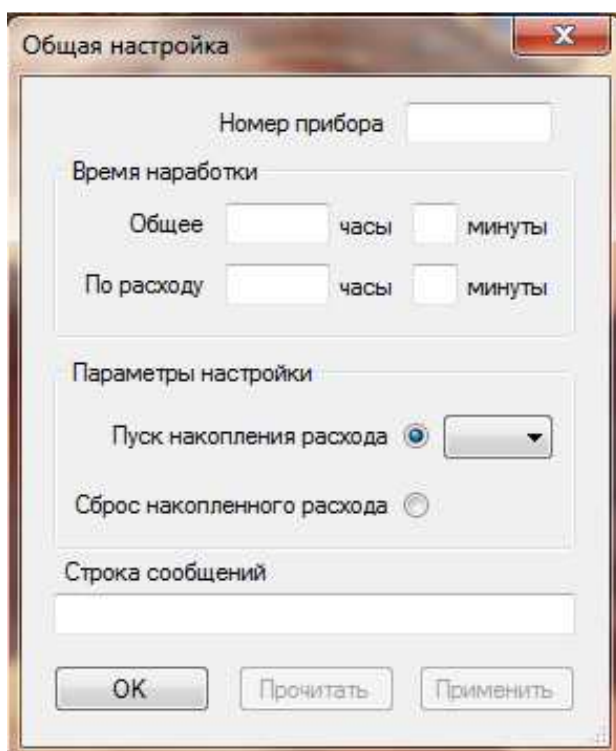 Общая настройка
Номер прибора
Время наработки
Общее часы минуты
По расходу часы минуты
Параметры настройки
Пуск накопления расхода
Сброс накопленного расхода
Строка сообщений
OK Прочитать Применить